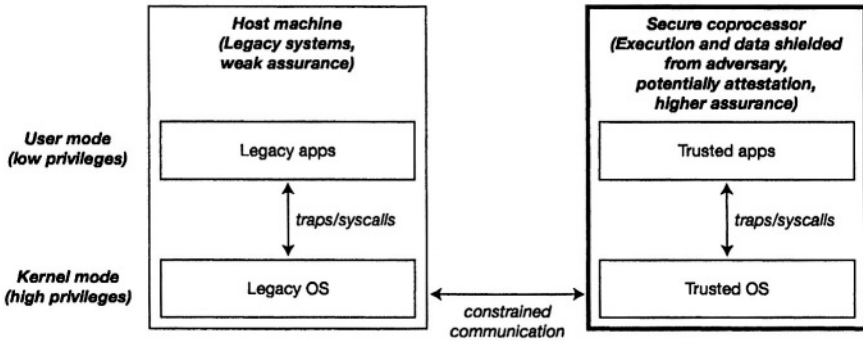 Host machine
(Legacy systems,
weak assurance)
Secure coprocessor
(Execution and data shielded
from adversary,
potentially attestation,
higher assurance)
User mode
(low privileges)
Legacy apps
Trusted apps
traps/syscalls
traps/syscalls
Kernel mode
(high privileges)
Legacy OS
Trusted OS
constrained
communication